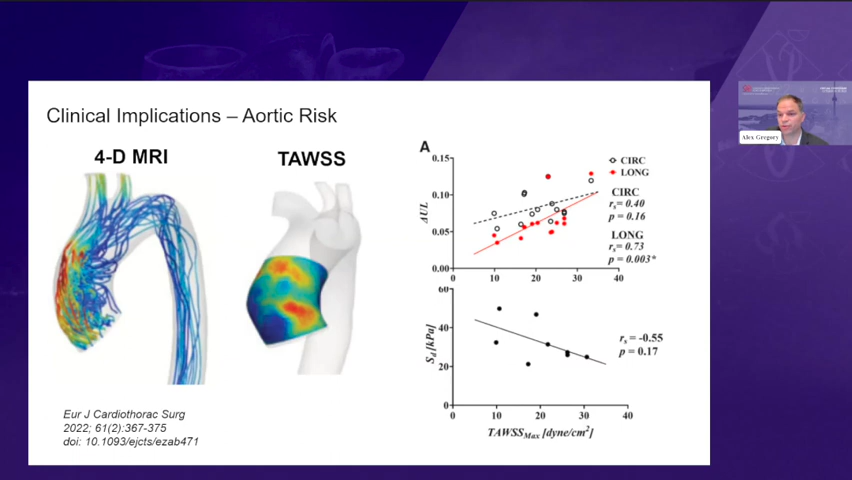 Clinical Implications – Aortic Risk
4-D MRI
TAWSS
A
CIRC
LONG
0.15
0.10
0.05
0.00
ΔUL
0
10
20
30
40
CIRC
rs= 0.40
p = 0.16
LONG
rs= 0.73
p = 0.003*
60
40
20
0
Sd [kPa]
rs = -0.55
p = 0.17
0
10
20
30
40
TAWSSMax [dyne/cm2]
Eur J Cardiothorac Surg
2022; 61(2):367-375
doi: 10.1093/ejcts/ezab471
Alex Gregory